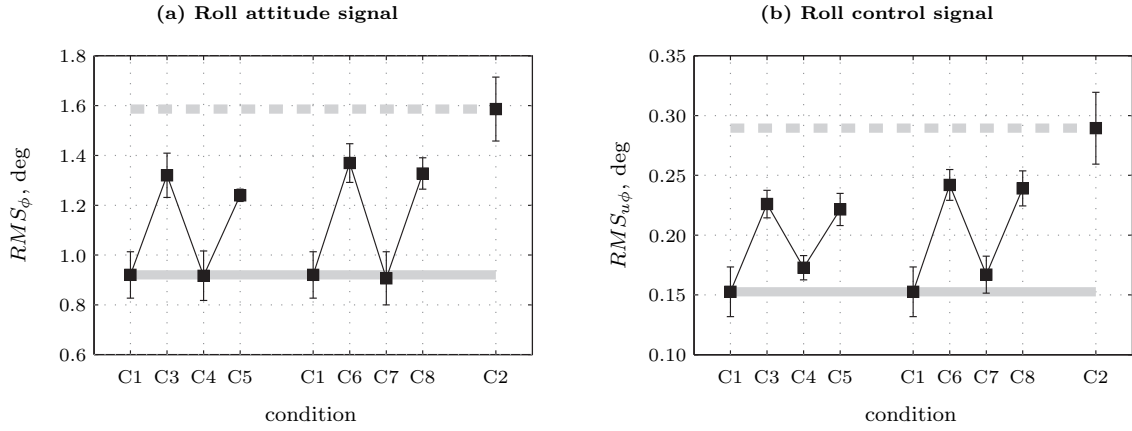 (a) Roll attitude signal
1.8
1.6
1.4
1.2
1.0
0.8
0.6
RMSϕ, deg
C1 C3 C4 C5 C1 C6 C7 C8 C2
condition
(b) Roll control signal
0.35
0.30
0.25
0.20
0.15
0.10
RMSuϕ, deg
C1 C3 C4 C5 C1 C6 C7 C8 C2
condition